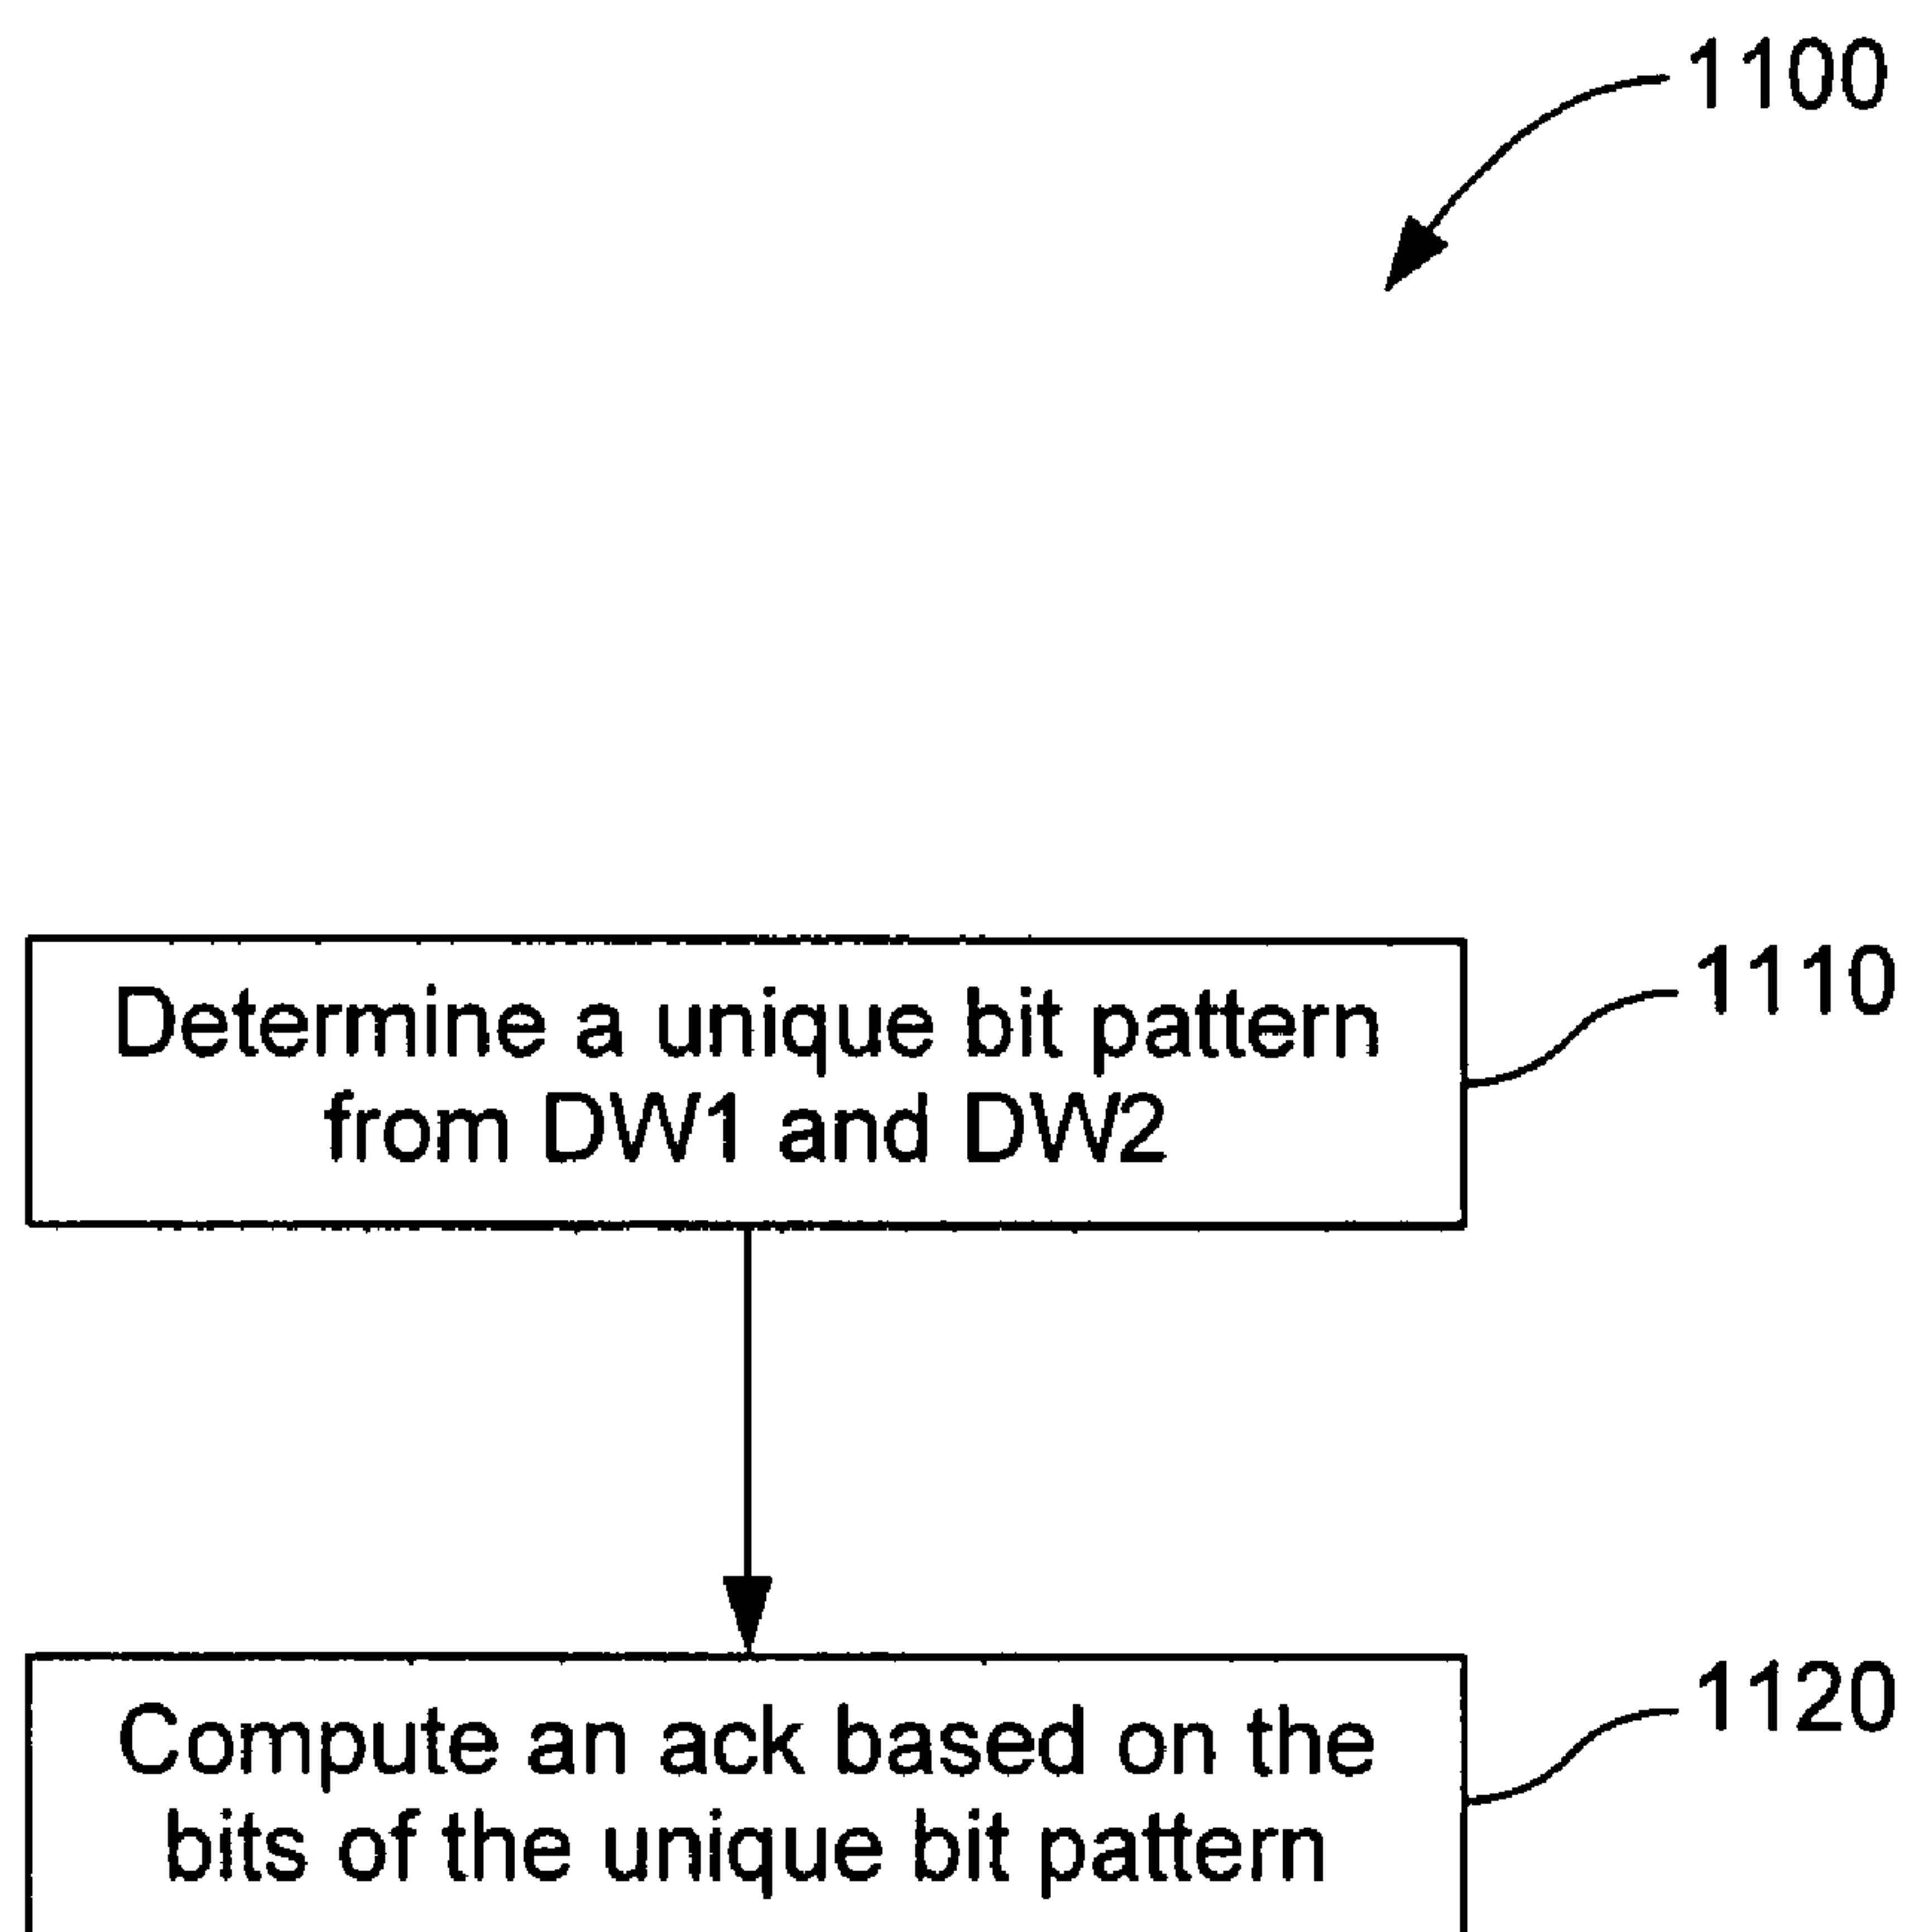 1100
Determine a unique bit pattern
from DW1 and DW2
1110
Compute an ack based on the
bits of the unique bit pattern
1120